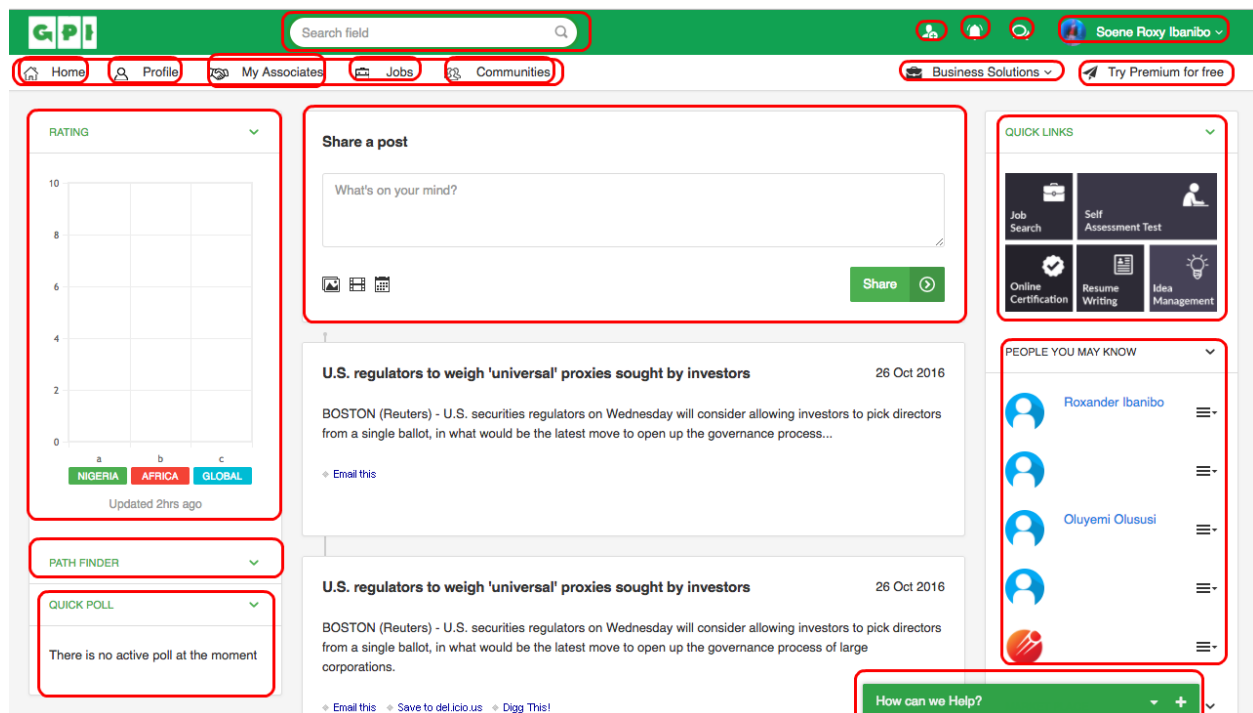 GPI
Search field
Soene Roxy Ibanibo
Home
Profile
My Associates
Jobs
Communities
Business Solutions
Try Premium for free
RATING
10
8
6
4
2
0
a b c
NIGERIA AFRICA GLOBAL
Updated 2hrs ago
PATH FINDER
QUICK POLL
There is no active poll at the moment
Share a post
What's on your mind?
Share
U.S. regulators to weigh 'universal' proxies sought by investors
26 Oct 2016
BOSTON (Reuters) - U.S. securities regulators on Wednesday will consider allowing investors to pick directors
from a single ballot, in what would be the latest move to open up the governance process...
Email this
U.S. regulators to weigh 'universal' proxies sought by investors
26 Oct 2016
BOSTON (Reuters) - U.S. securities regulators on Wednesday will consider allowing investors to pick directors
from a single ballot, in what would be the latest move to open up the governance process of large
corporations.
Email this Save to del.icio.us Digg This!
QUICK LINKS
Job
Search
Self
Assessment Test
Online
Certification
Resume
Writing
Idea
Management
PEOPLE YOU MAY KNOW
Roxander Ibanibo
Oluyemi Olususi
How can we Help?